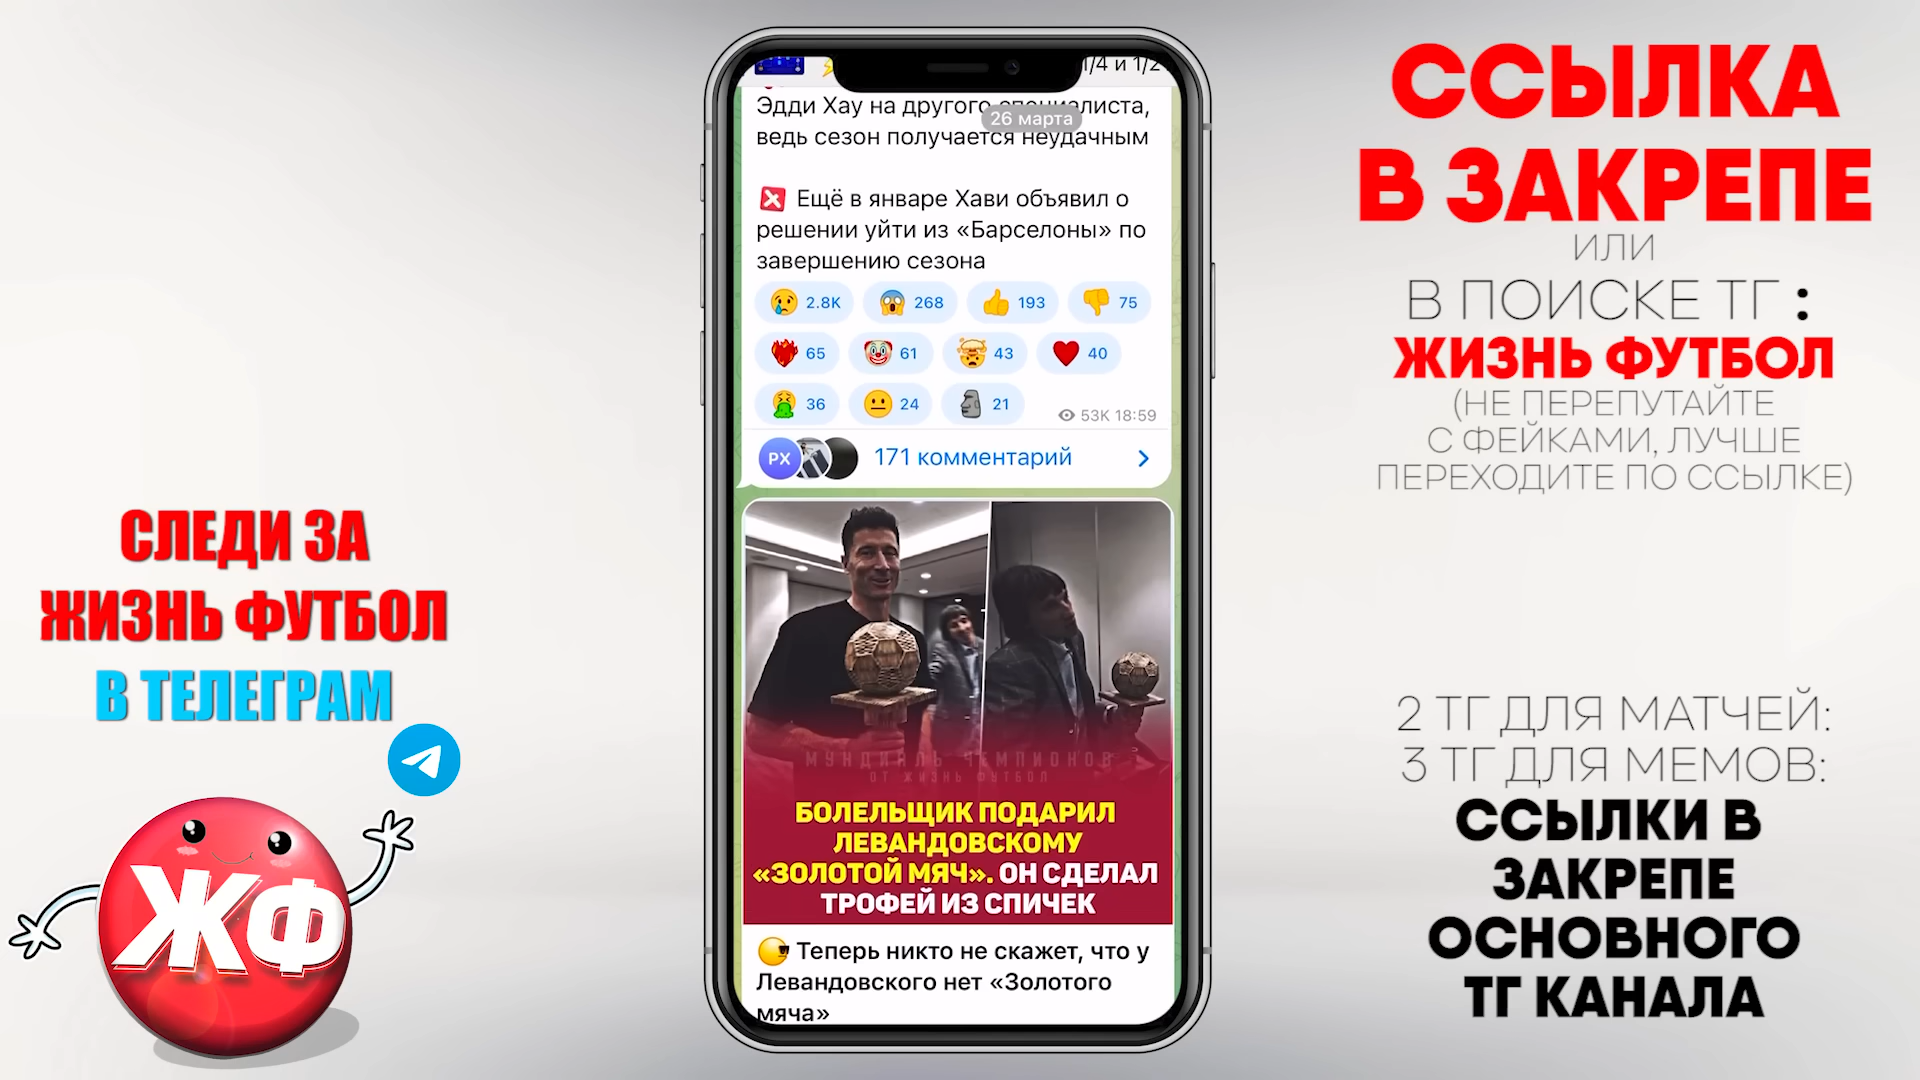 СЛЕДИ ЗА
ЖИЗНЬ ФУТБОЛ
В ТЕЛЕГРАМ
ЖФ
1/4 и 1/2
Эдди Хау на другого специалиста,
26 марта
ведь сезон получается неудачным
Ещё в январе Хави объявил о
решении уйти из «Барселоны» по
завершению сезона
2.8K 268 193 75
65 61 43 40
36 24 21
53K 18:59
РХ
171 комментарий
МУНДИАЛЬ ЧЕМПИОНОВ
ОТ ЖИЗНЬ ФУТБОЛ
БОЛЕЛЬЩИК ПОДАРИЛ
ЛЕВАНДОВСКОМУ
«ЗОЛОТОЙ МЯЧ». ОН СДЕЛАЛ
ТРОФЕЙ ИЗ СПИЧЕК
Теперь никто не скажет, что у
Левандовского нет «Золотого
мяча»
ССЫЛКА
В ЗАКРЕПЕ
ИЛИ
В ПОИСКЕ ТГ :
ЖИЗНЬ ФУТБОЛ
(НЕ ПЕРЕПУТАЙТЕ
С ФЕЙКАМИ, ЛУЧШЕ
ПЕРЕХОДИТЕ ПО ССЫЛКЕ)
2 ТГ ДЛЯ МАТЧЕЙ:
3 ТГ ДЛЯ МЕМОВ:
ССЫЛКИ В
ЗАКРЕПЕ
ОСНОВНОГО
ТГ КАНАЛА